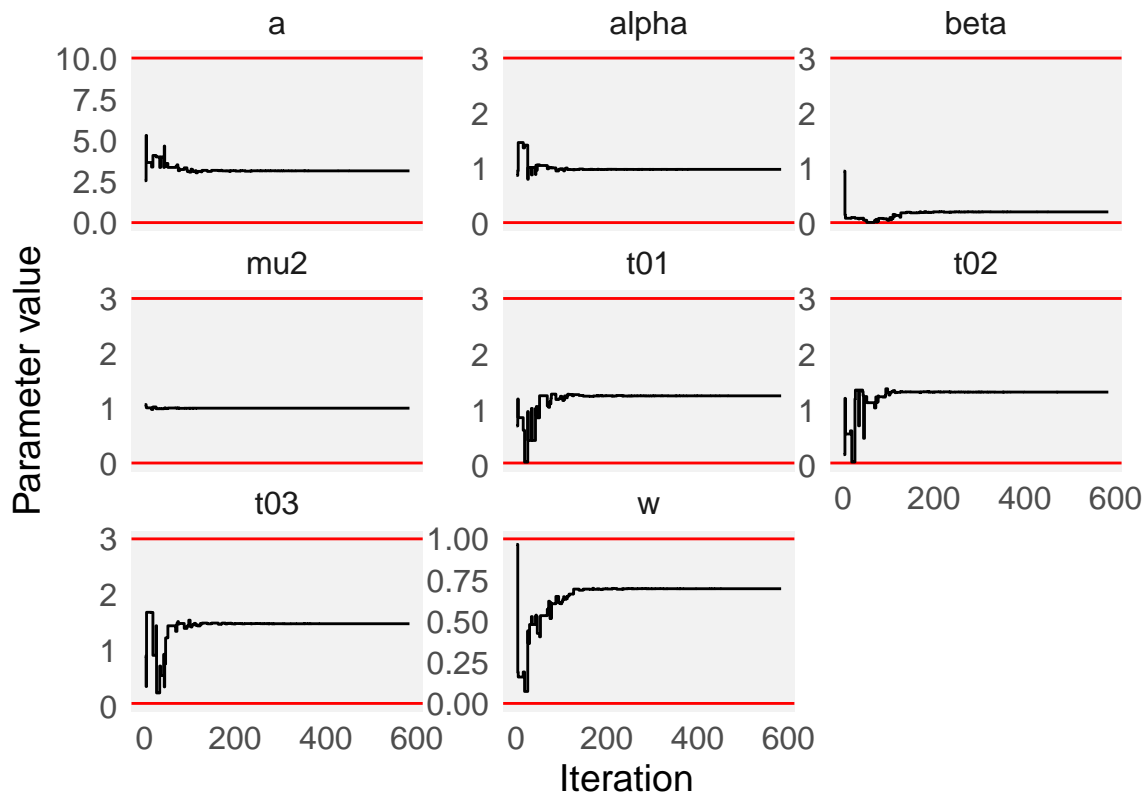 a alpha beta
10.0 3 3
7.5
5.0 2 2
2.5 1 1
0.0 0 0
Parameter value
mu2 t01 t02
3 3 3
2 2 2
1 1 1
0 0 0
0 200 400 600
t03 w
3 1.00
2 0.75
0.50
1 0.25
0 0.00
0 200 400 600 0 200 400 600
Iteration